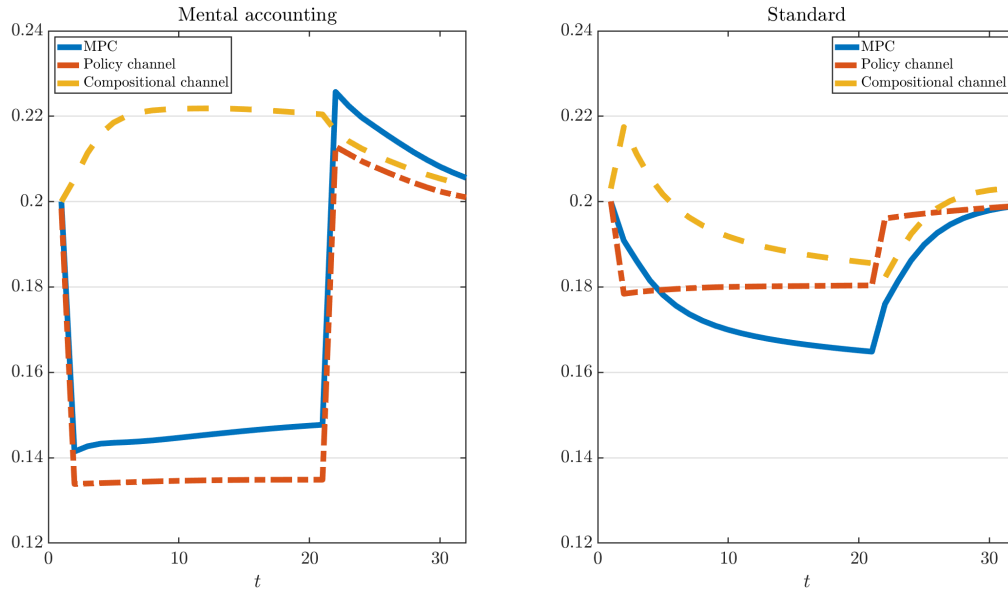 Mental accounting
MPC
Policy channel
Compositional channel
0.24
0.22
0.2
0.18
0.16
0.14
0.12
0
10
20
30
t
Standard
MPC
Policy channel
Compositional channel
0.24
0.22
0.2
0.18
0.16
0.14
0.12
0
10
20
30
t